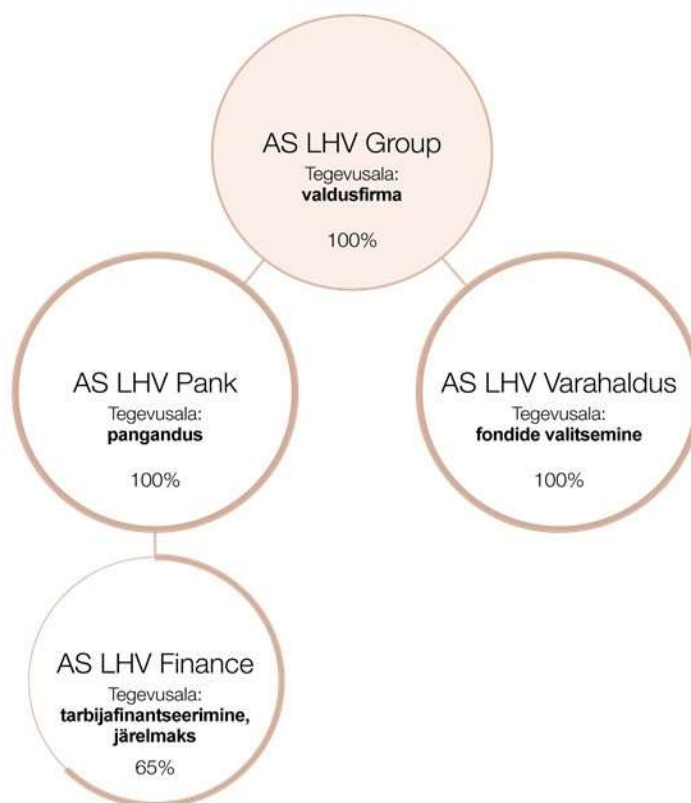 AS LHV Group
Tegevusala:
valdusfirma
100%
AS LHV Pank
Tegevusala:
pangandus
100%
AS LHV Varahaldus
Tegevusala:
fondide valitsemine
100%
AS LHV Finance
Tegevusala:
tarbijafinantseerimine,
järelmaks
65%